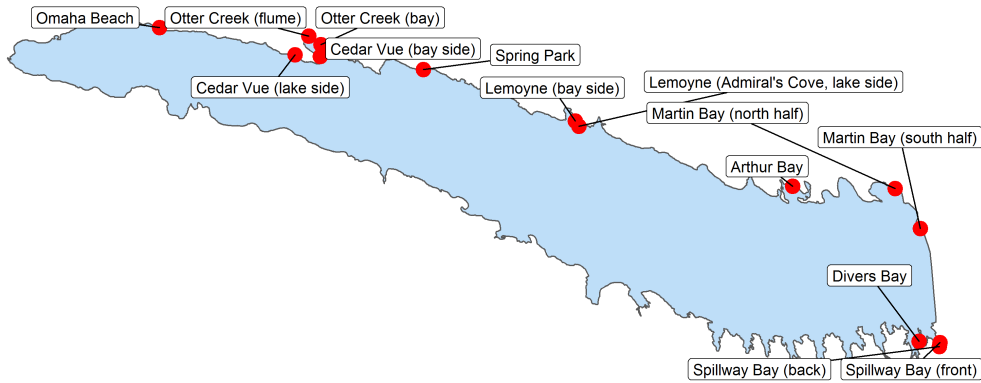 Omaha Beach
Otter Creek (flume)
Otter Creek (bay)
Cedar Vue (bay side)
Spring Park
Cedar Vue (lake side)
Lemoyne (bay side)
Lemoyne (Admiral's Cove, lake side)
Martin Bay (north half)
Martin Bay (south half)
Arthur Bay
Divers Bay
Spillway Bay (back)
Spillway Bay (front)